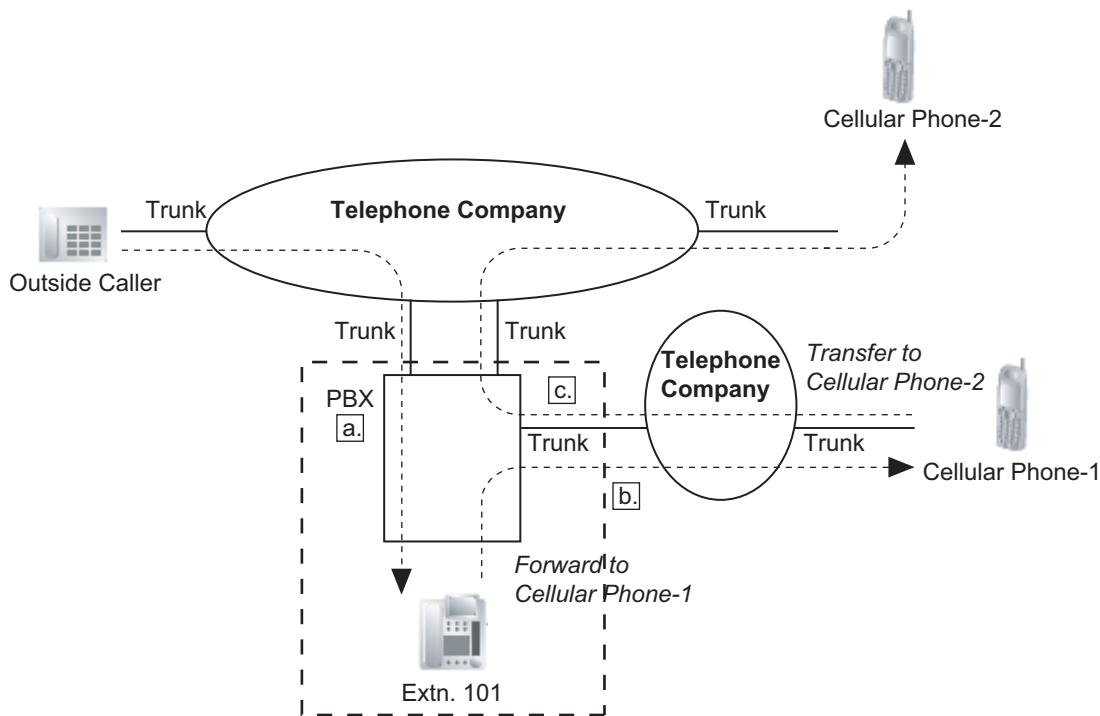 Cellular Phone-2
Trunk
Telephone Company
Trunk
Outside Caller
Trunk
Trunk
Telephone
Company
Transfer to
Cellular Phone-2
PBX
a.
c.
Trunk
Trunk
Cellular Phone-1
b.
Forward to
Cellular Phone-1
Extn. 101